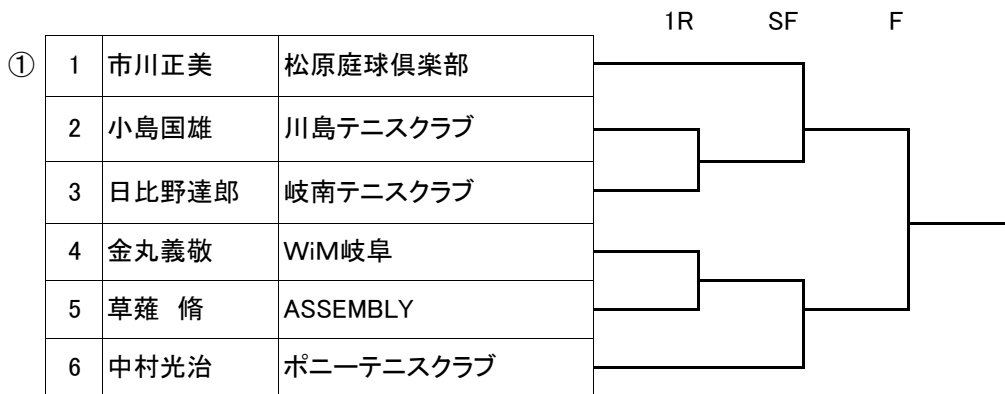 1R SF F
① 1 市川正美 松原庭球倶楽部
2 小島国雄 川島テニスクラブ
3 日比野達郎 岐南テニスクラブ
4 金丸義敬 WiM岐阜
5 草薙 脩 ASSEMBLY
6 中村光治 ポニーテニスクラブ